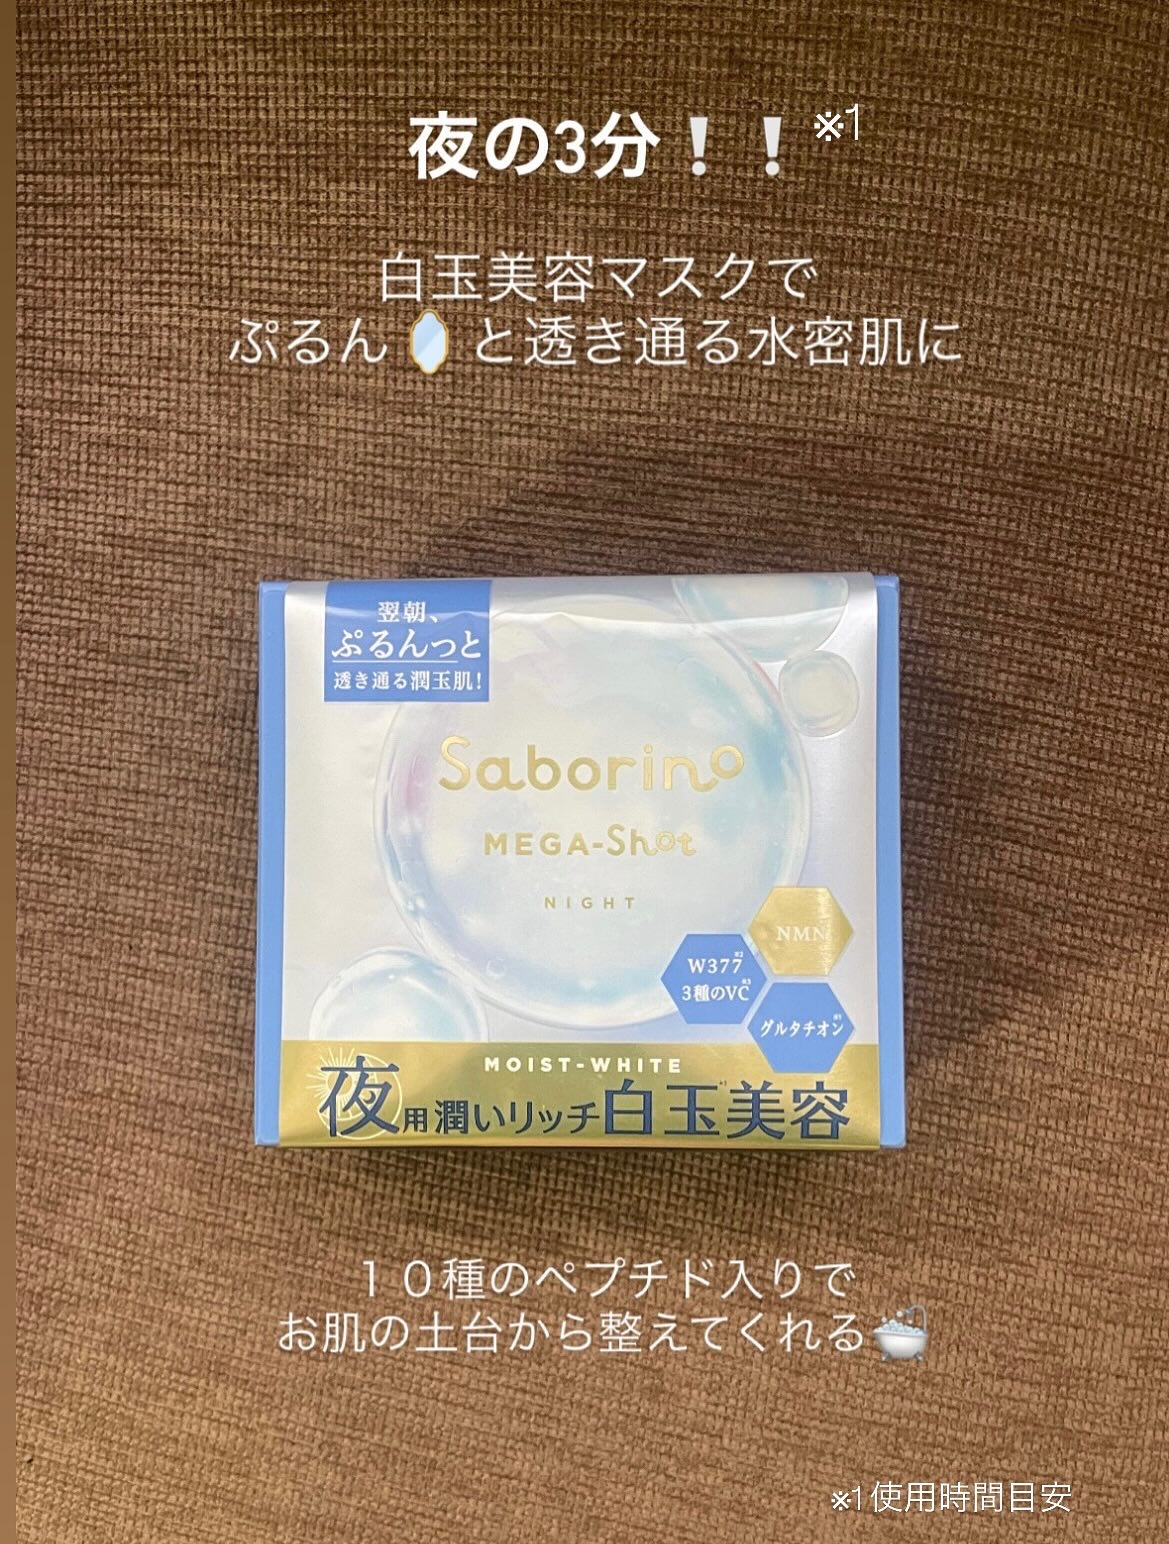 夜の3分❕❕※1
白玉美容マスクで
ぷるん🪞と透き通る水密肌に
翌朝、
ぷるんっと
透き通る潤玉肌!
Saborino
MEGA-Shot
NIGHT
NMN
W377※2
3種のVC※3
グルタチオン
MOIST-WHITE
夜用潤いリッチ白玉美容
10種のペプチド入りで
お肌の土台から整えてくれる🛁
※1使用時間目安